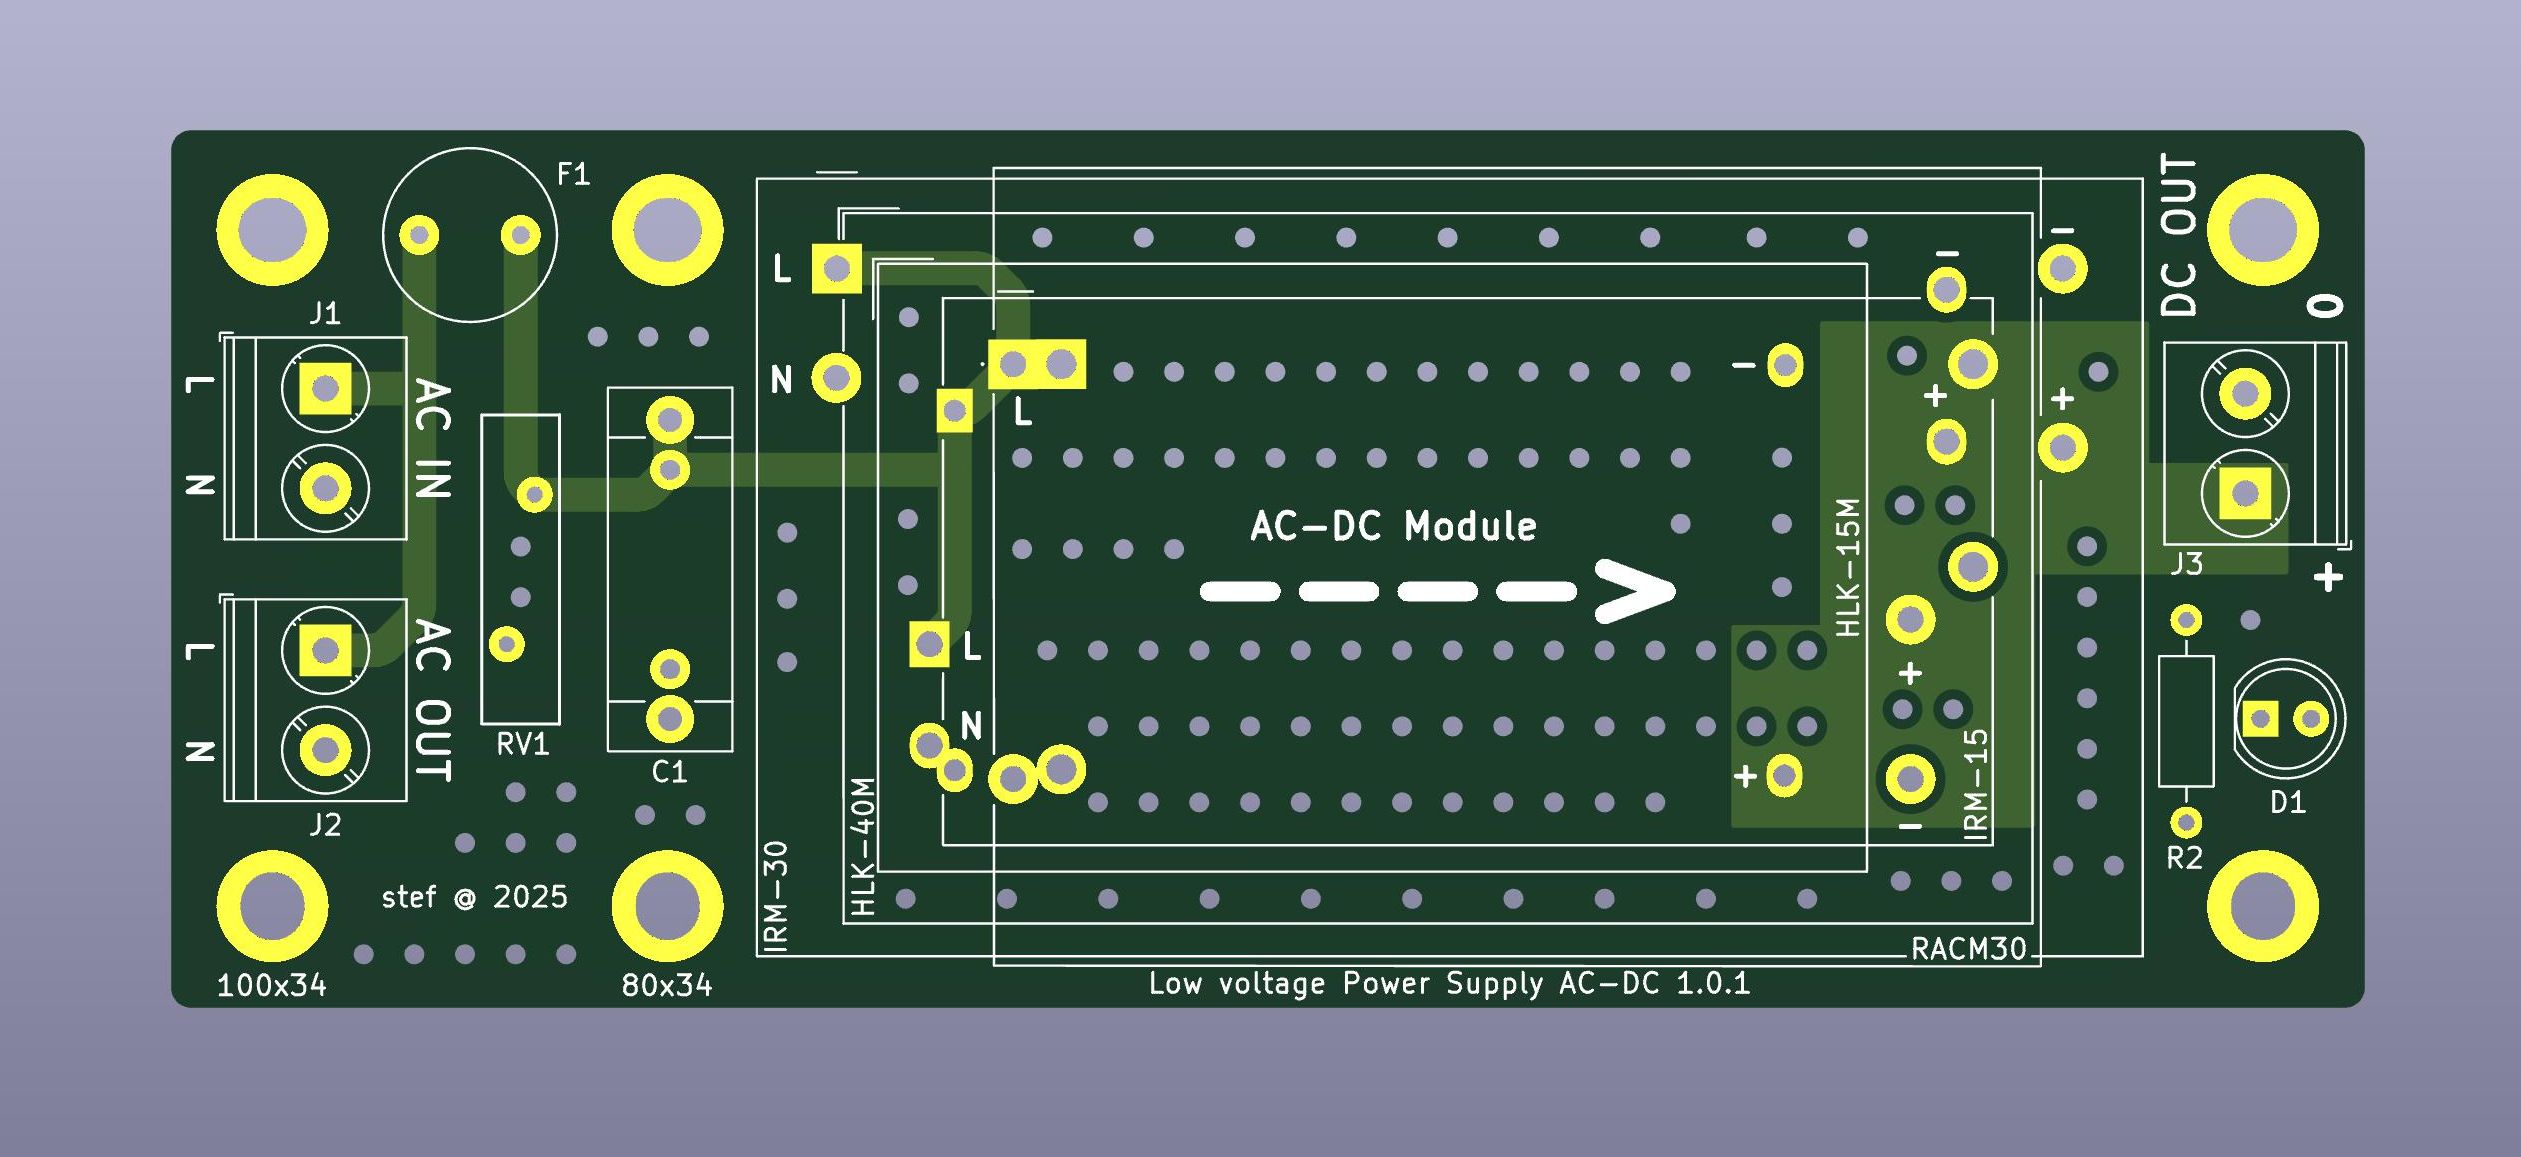 F1
DC OUT
-
-
0
J1
L
N
L
N
AC IN
L
-
+
+
AC-DC Module
---->
HLK-15M
J3
+
L
N
AC OUT
J2
RV1
C1
L
N
+
+
-
IRM-15
HLK-40M
IRM-30
D1
R2
stef @ 2025
100x34
80x34
RACM30
Low voltage Power Supply AC-DC 1.0.1